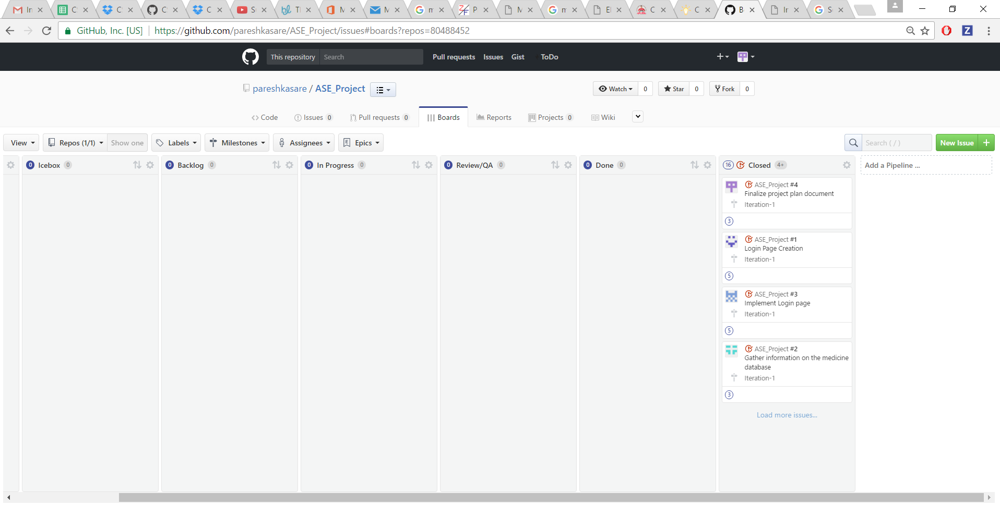 In
C
C
C
C
S
Tl
M
M
m
P
M
m
El
C
C
B
In
S
GitHub, Inc. [US] https://github.com/pareshkasare/ASE_Project/issues#boards?repos=80488452
This repository Search Pull requests Issues Gist ToDo
pareshkasare / ASE_Project
Watch 0 Star 0 Fork 0
Code Issues 0 Pull requests 0 Boards Reports Projects 0 Wiki
View Repos (1/1) Show one Labels Milestones Assignees Epics Search ( / ) New Issue +
0 Icebox 0
0 Backlog 0
0 In Progress 0
0 Review/QA 0
0 Done 0
16 Closed 4+
Add a Pipeline ...
ASE_Project #4
Finalize project plan document
Iteration-1
3
ASE_Project #1
Login Page Creation
Iteration-1
5
ASE_Project #3
Implement Login page
Iteration-1
5
ASE_Project #2
Gather information on the medicine
database
Iteration-1
3
Load more issues...